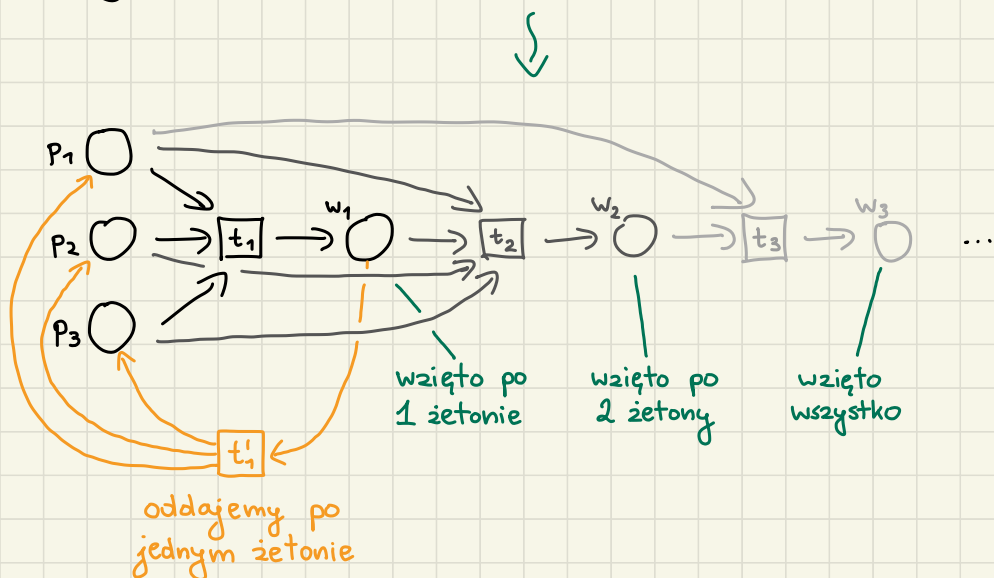 p1
p2
p3
t1
w1
t2
w2
t3
w3
...
wzięto po
1 żetonie
wzięto po
2 żetony
wzięto
wszystko
t1'
oddajemy po
jednym żetonie